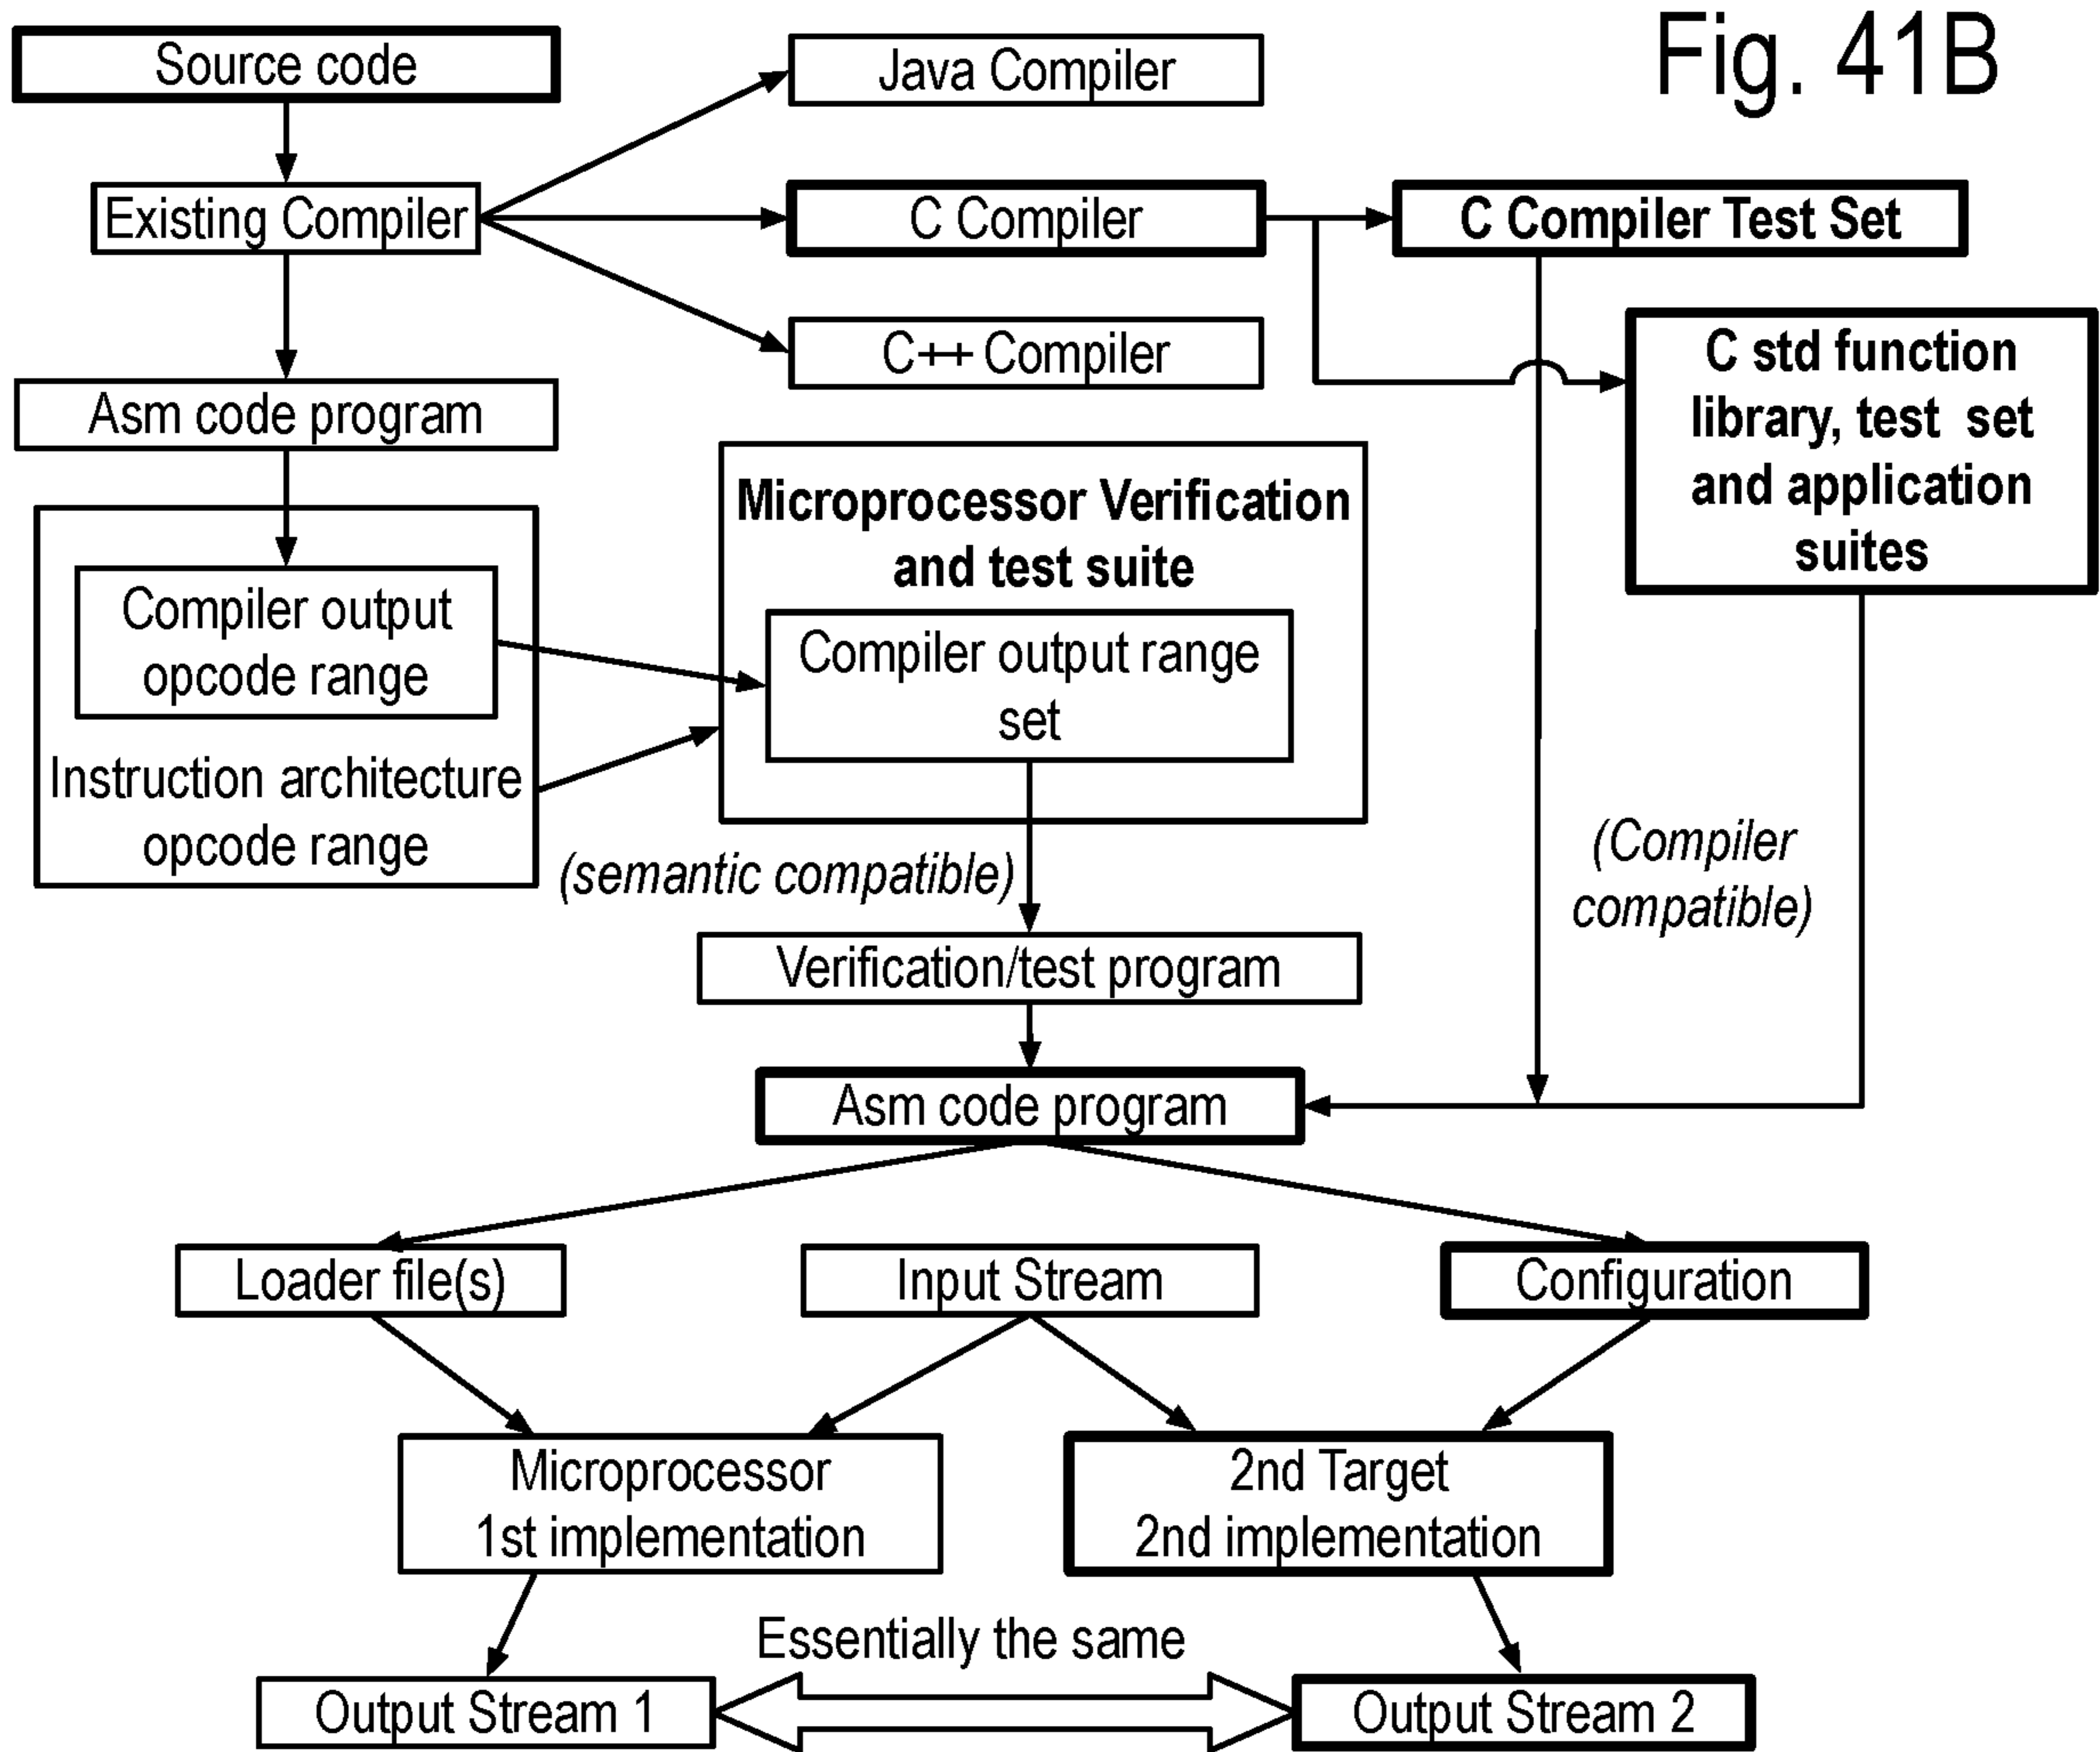 Fig. 41B
Source code
Java Compiler
Existing Compiler
C Compiler
C Compiler Test Set
C++ Compiler
C std function
library, test set
and application
suites
Asm code program
Microprocessor Verification
and test suite
Compiler output
opcode range
Compiler output range
set
Instruction architecture
opcode range
(semantic compatible)
(Compiler
compatible)
Verification/test program
Asm code program
Loader file(s)
Input Stream
Configuration
Microprocessor
1st implementation
2nd Target
2nd implementation
Essentially the same
Output Stream 1
Output Stream 2